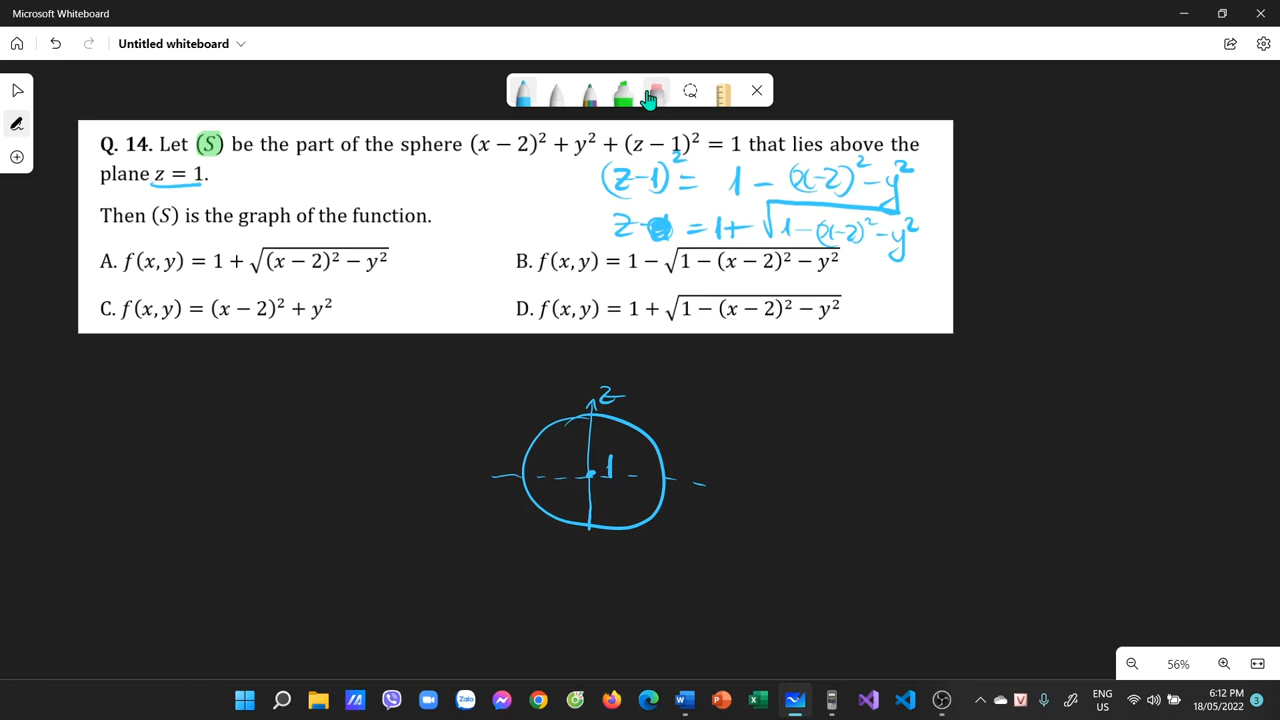 Microsoft Whiteboard
Untitled whiteboard
Q. 14. Let (S) be the part of the sphere (x − 2)² + y² + (z − 1)² = 1 that lies above the
plane z = 1.
(z-1)² = 1 - (x-2)² - y²
Then (S) is the graph of the function.
z = 1 + √(1 - (x-2)² - y²)
A. f(x, y) = 1 + √((x − 2)² − y²)
B. f(x, y) = 1 − √(1 − (x − 2)² − y²)
C. f(x, y) = (x − 2)² + y²
D. f(x, y) = 1 + √(1 − (x − 2)² − y²)
z
1
56%
Zalo
ENG
US
6:12 PM
18/05/2022
3